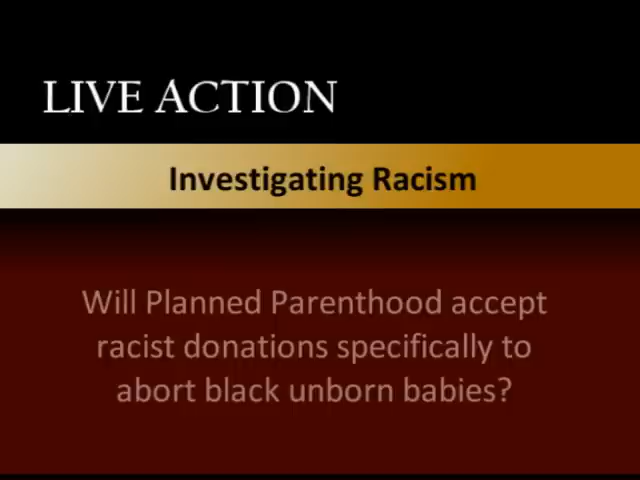 LIVE ACTION
Investigating Racism
Will Planned Parenthood accept
racist donations specifically to
abort black unborn babies?